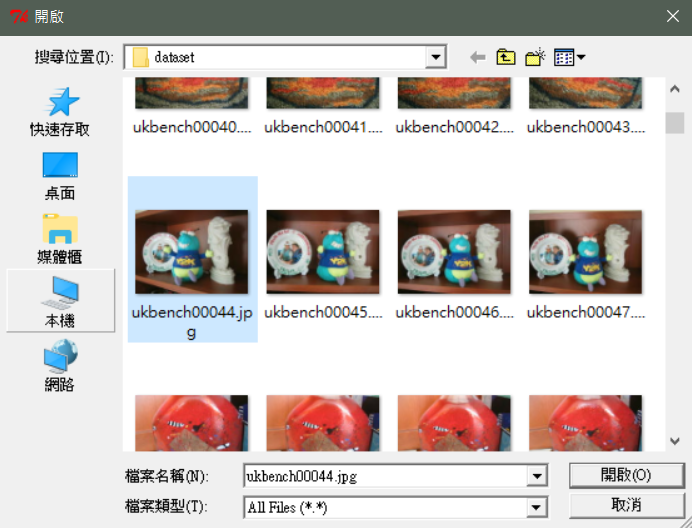 開啟
搜尋位置(I):
dataset
快速存取
桌面
媒體櫃
本機
網路
ukbench00040....
ukbench00041....
ukbench00042....
ukbench00043....
ukbench00044.jp
g
ukbench00045....
ukbench00046....
ukbench00047....
檔案名稱(N):
ukbench00044.jpg
開啟(O)
檔案類型(T):
All Files (*.*)
取消